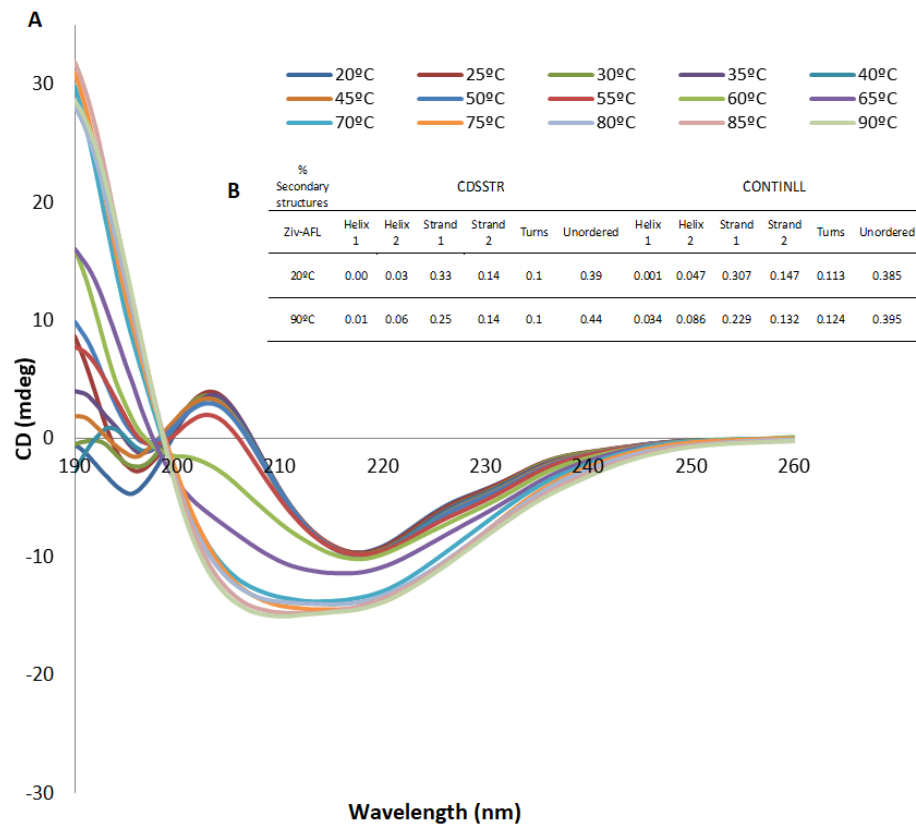 A
30
20
10
0
-10
-20
-30
CD (mdeg)
20ºC 25ºC 30ºC 35ºC 40ºC
45ºC 50ºC 55ºC 60ºC 65ºC
70ºC 75ºC 80ºC 85ºC 90ºC
B
% Secondary structures CDSSTR CONTINLL
Ziv-AFL Helix 1 Helix 2 Strand 1 Strand 2 Turns Unordered Helix 1 Helix 2 Strand 1 Strand 2 Turns Unordered
20ºC 0.00 0.03 0.33 0.14 0.1 0.39 0.001 0.047 0.307 0.147 0.113 0.385
90ºC 0.01 0.06 0.25 0.14 0.1 0.44 0.034 0.086 0.229 0.132 0.124 0.395
190 200 210 220 230 240 250 260
Wavelength (nm)